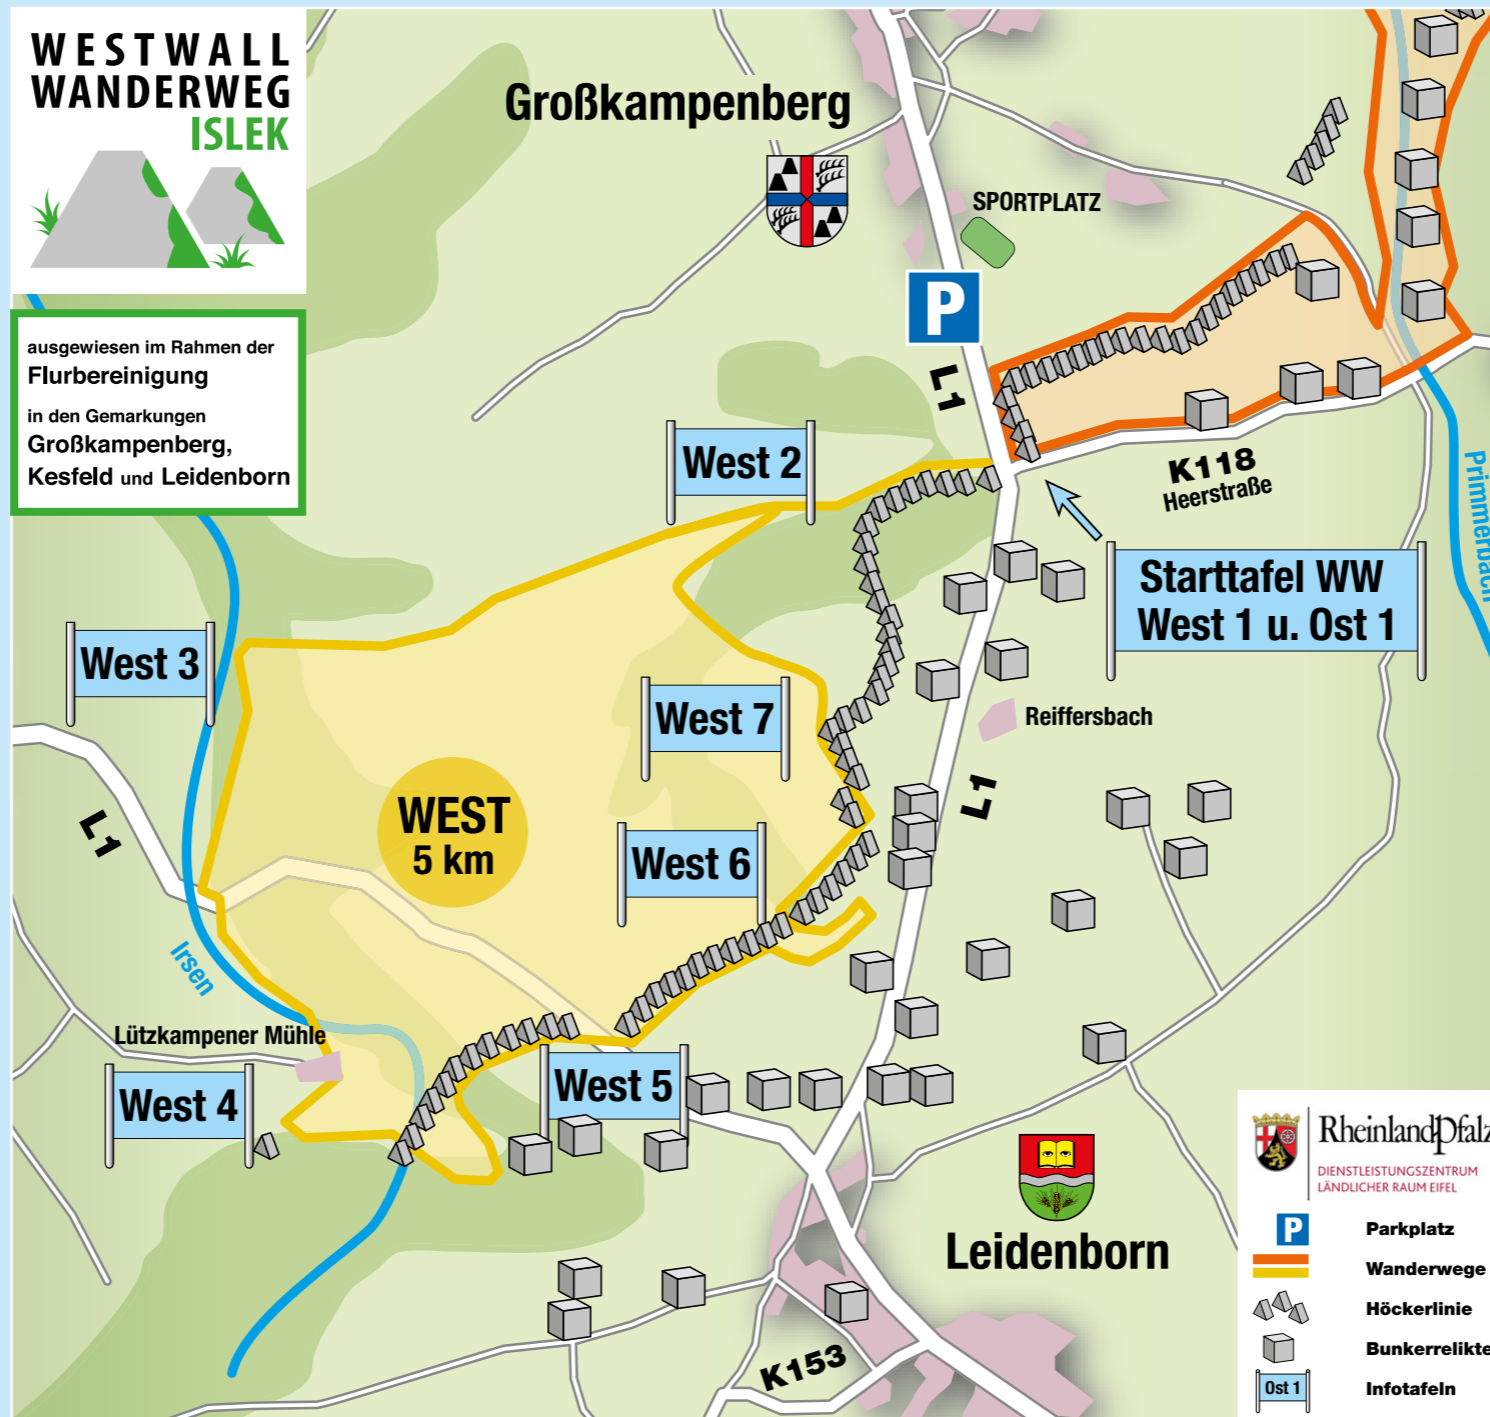 WESTWALL
WANDERWEG
ISLEK
ausgewiesen im Rahmen der
Flurbereinigung
in den Gemarkungen
Großkampenberg,
Kesfeld und Leidenborn
Großkampenberg
SPORTPLATZ
P
L1
West 2
K118
Heerstraße
Primmerbach
Starttafel WW
West 1 u. Ost 1
West 3
West 7
Reiffersbach
L1
L1
WEST
5 km
West 6
Irsen
Lützkampener Mühle
West 4
West 5
Leidenborn
K153
RheinlandPfalz
DIENSTLEISTUNGSZENTRUM
LÄNDLICHER RAUM EIFEL
P Parkplatz
Wanderwege
Höckerlinie
Bunkerrelikte
Ost 1 Infotafeln